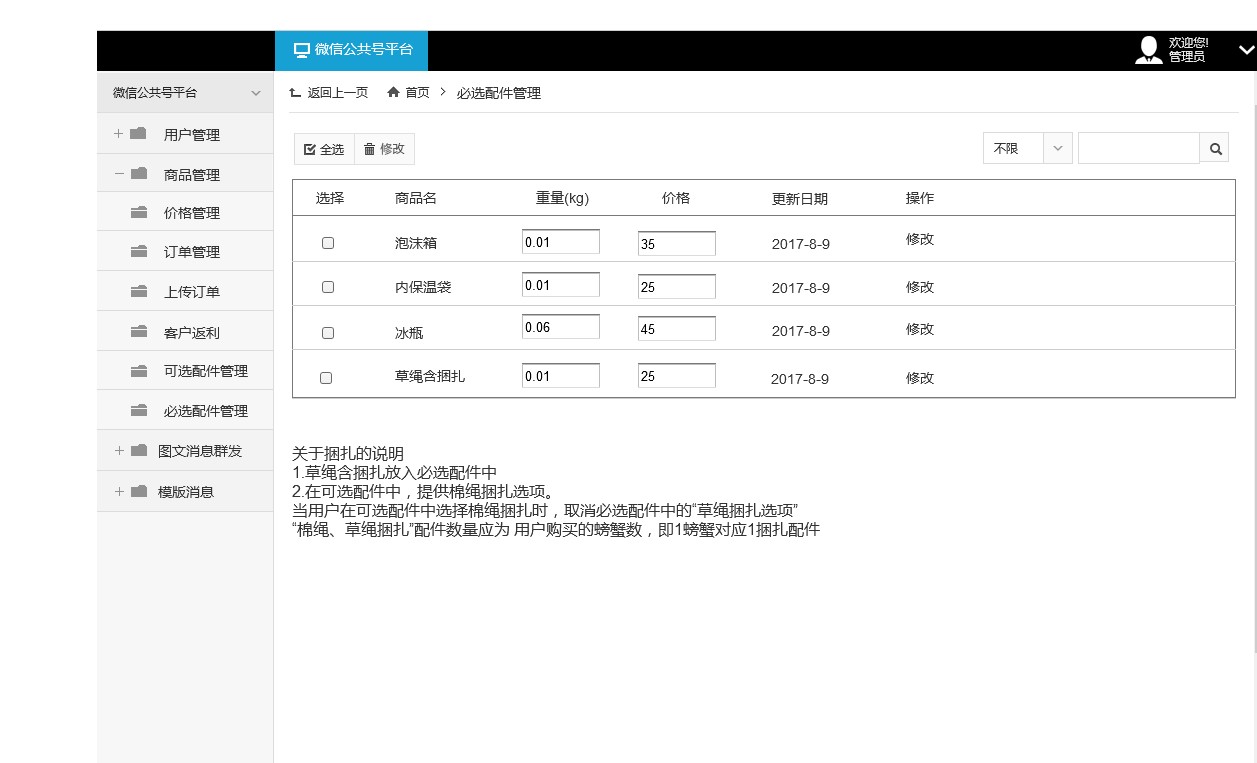 微信公共号平台
欢迎您!
管理员
微信公共号平台
返回上一页 首页 > 必选配件管理
用户管理
商品管理
价格管理
订单管理
上传订单
客户返利
可选配件管理
必选配件管理
图文消息群发
模版消息
全选 修改 不限
选择 商品名 重量(kg) 价格 更新日期 操作
泡沫箱 0.01 35 2017-8-9 修改
内保温袋 0.01 25 2017-8-9 修改
冰瓶 0.06 45 2017-8-9 修改
草绳含捆扎 0.01 25 2017-8-9 修改
关于捆扎的说明
1.草绳含捆扎放入必选配件中
2.在可选配件中，提供棉绳捆扎选项。
当用户在可选配件中选择棉绳捆扎时，取消必选配件中的“草绳捆扎选项”
“棉绳、草绳捆扎”配件数量应为 用户购买的螃蟹数，即1螃蟹对应1捆扎配件